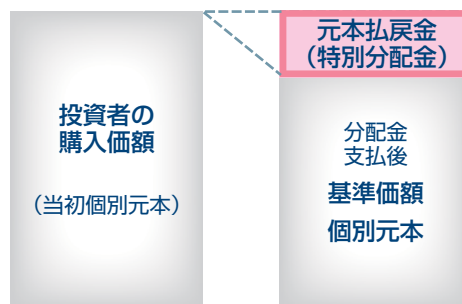 投資者の
購入価額
（当初個別元本）
元本払戻金
（特別分配金）
分配金
支払後
基準価額
個別元本